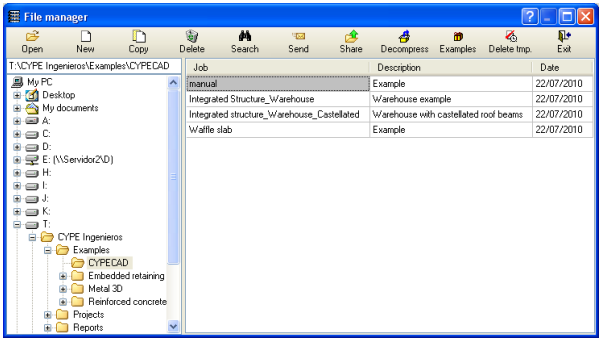 File manager
Open New Copy Delete Search Send Share Decompress Examples Delete tmp. Exit
T:\CYPE Ingenieros\Examples\CYPECAD
Job Description Date
My PC
Desktop
My documents
A:
C:
D:
E: (\\Servidor2\D)
H:
I:
J:
K:
T:
CYPE Ingenieros
Examples
CYPECAD
Embedded retaining
Metal 3D
Reinforced concrete
Projects
Reports
manual Example 22/07/2010
Integrated Structure_Warehouse Warehouse example 22/07/2010
Integrated structure_Warehouse_Castellated Warehouse with castellated roof beams 22/07/2010
Waffle slab Example 22/07/2010